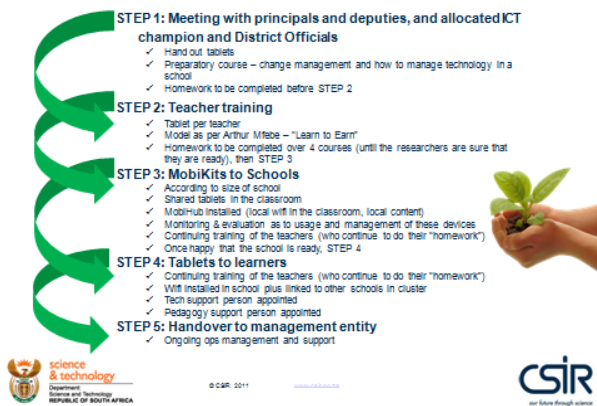 STEP 1: Meeting with principals and deputies, and allocated ICT
champion and District Officials
✓ Hand out tablets
✓ Preparatory course – change management and how to manage technology in a
school
✓ Homework to be completed before STEP 2
STEP 2: Teacher training
✓ Tablet per teacher
✓ Model as per Arthur Mfebe – "Learn to Earn"
✓ Homework to be completed over 4 courses (until the researchers are sure that
they are ready), then STEP 3
STEP 3: MobiKits to Schools
✓ According to size of school
✓ Shared tablets in the classroom
✓ MobiHub installed (local wifi in the classroom, local content)
✓ Monitoring & evaluation as to usage and management of these devices
✓ Continuing training of the teachers (who continue to do their "homework")
✓ Once happy that the school is ready, STEP 4
STEP 4: Tablets to learners
✓ Continuing training of the teachers (who continue to do their "homework")
✓ Wifi installed in school plus linked to other schools in cluster
✓ Tech support person appointed
✓ Pedagogy support person appointed
STEP 5: Handover to management entity
✓ Ongoing ops management and support
science
& technology
Department:
Science and Technology
REPUBLIC OF SOUTH AFRICA
© CSIR 2011
CSIR
our future through science